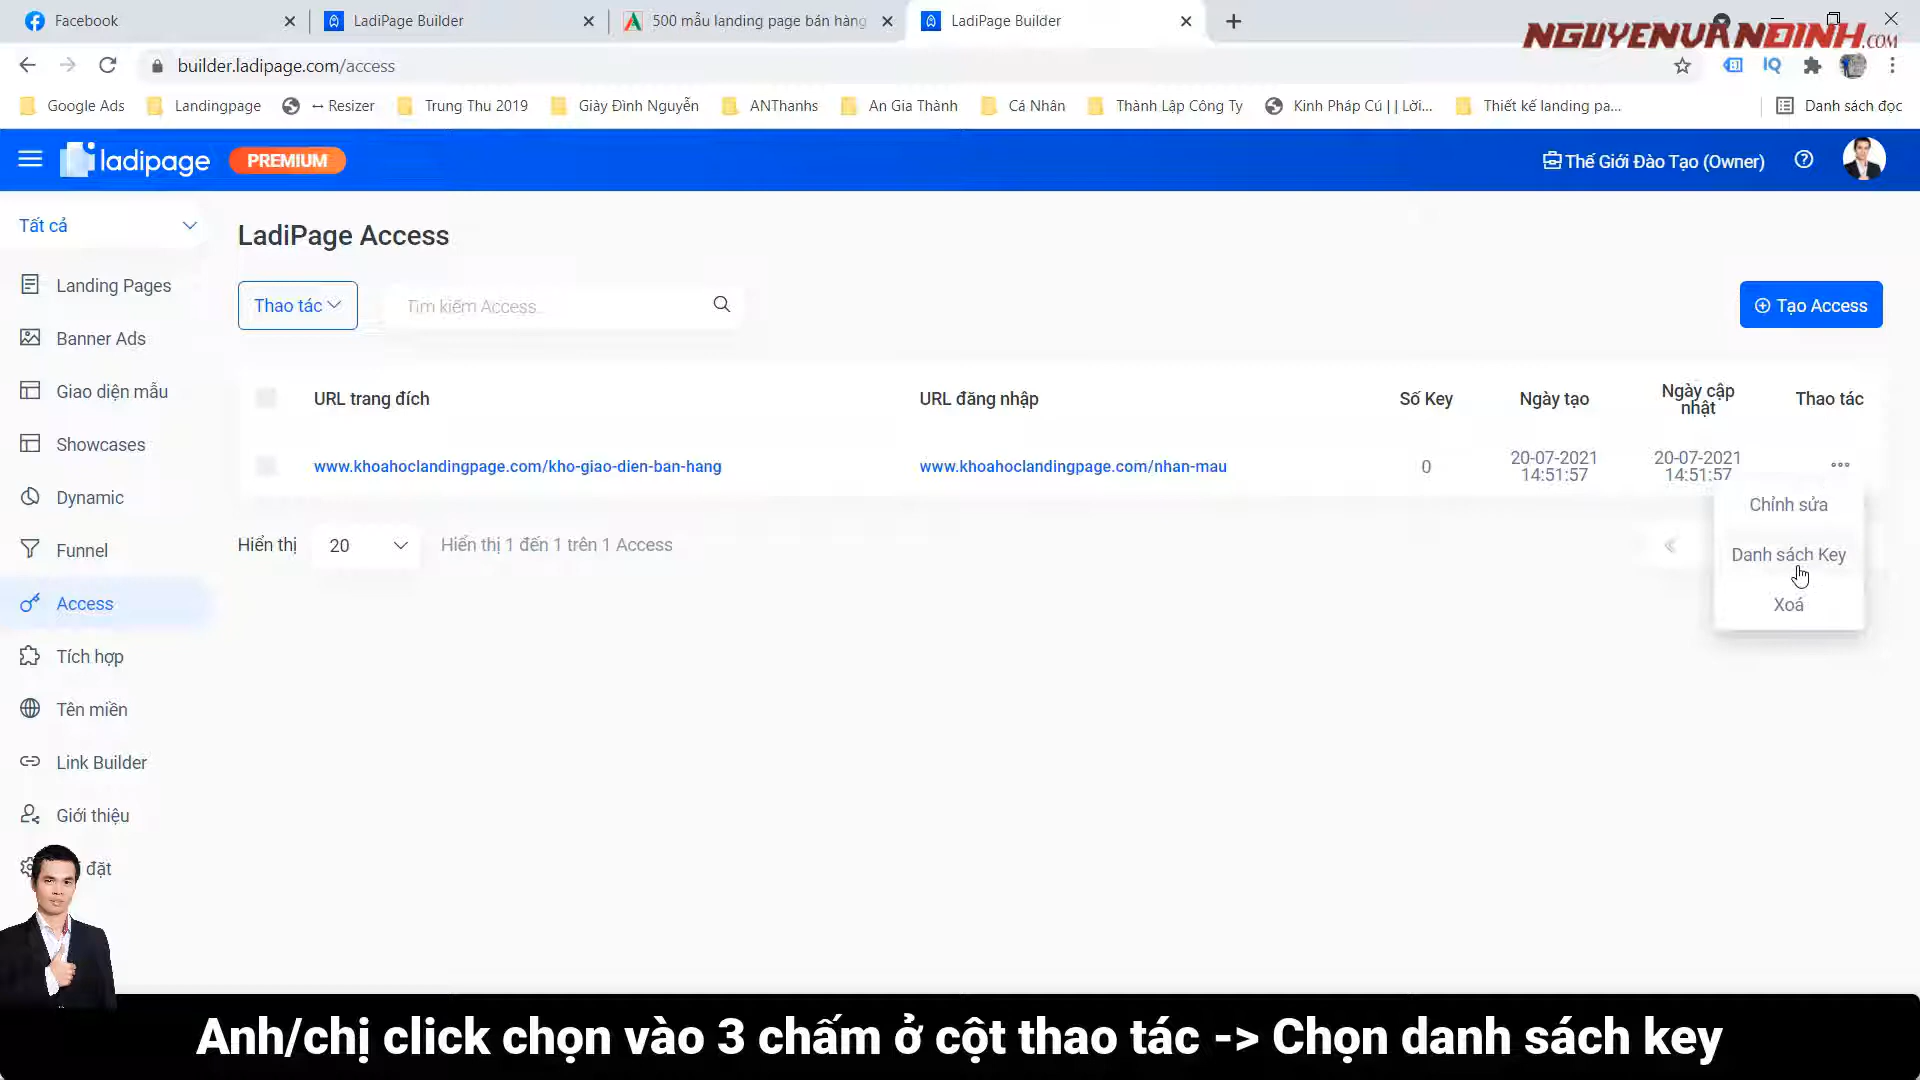 Facebook
LadiPage Builder
500 mẫu landing page bán hàng
LadiPage Builder
NGUYENVANĐINH.COM
builder.ladipage.com/access
Google Ads
Landingpage
↔ Resizer
Trung Thu 2019
Giày Đình Nguyễn
ANThanhs
An Gia Thành
Cá Nhân
Thành Lập Công Ty
Kinh Pháp Cú | | Lời...
Thiết kế landing pa...
Danh sách đọc
ladipage
PREMIUM
Thế Giới Đào Tạo (Owner)
Tất cả
Landing Pages
Banner Ads
Giao diện mẫu
Showcases
Dynamic
Funnel
Access
Tích hợp
Tên miền
Link Builder
Giới thiệu
đặt
LadiPage Access
Thao tác
Tìm kiếm Access...
Tạo Access
URL trang đích
URL đăng nhập
Số Key
Ngày tạo
Ngày cập
nhật
Thao tác
www.khoahoclandingpage.com/kho-giao-dien-ban-hang
www.khoahoclandingpage.com/nhan-mau
0
20-07-2021
14:51:57
20-07-2021
14:51:57
Chỉnh sửa
Danh sách Key
Xoá
Hiển thị
20
Hiển thị 1 đến 1 trên 1 Access
Anh/chị click chọn vào 3 chấm ở cột thao tác -> Chọn danh sách key